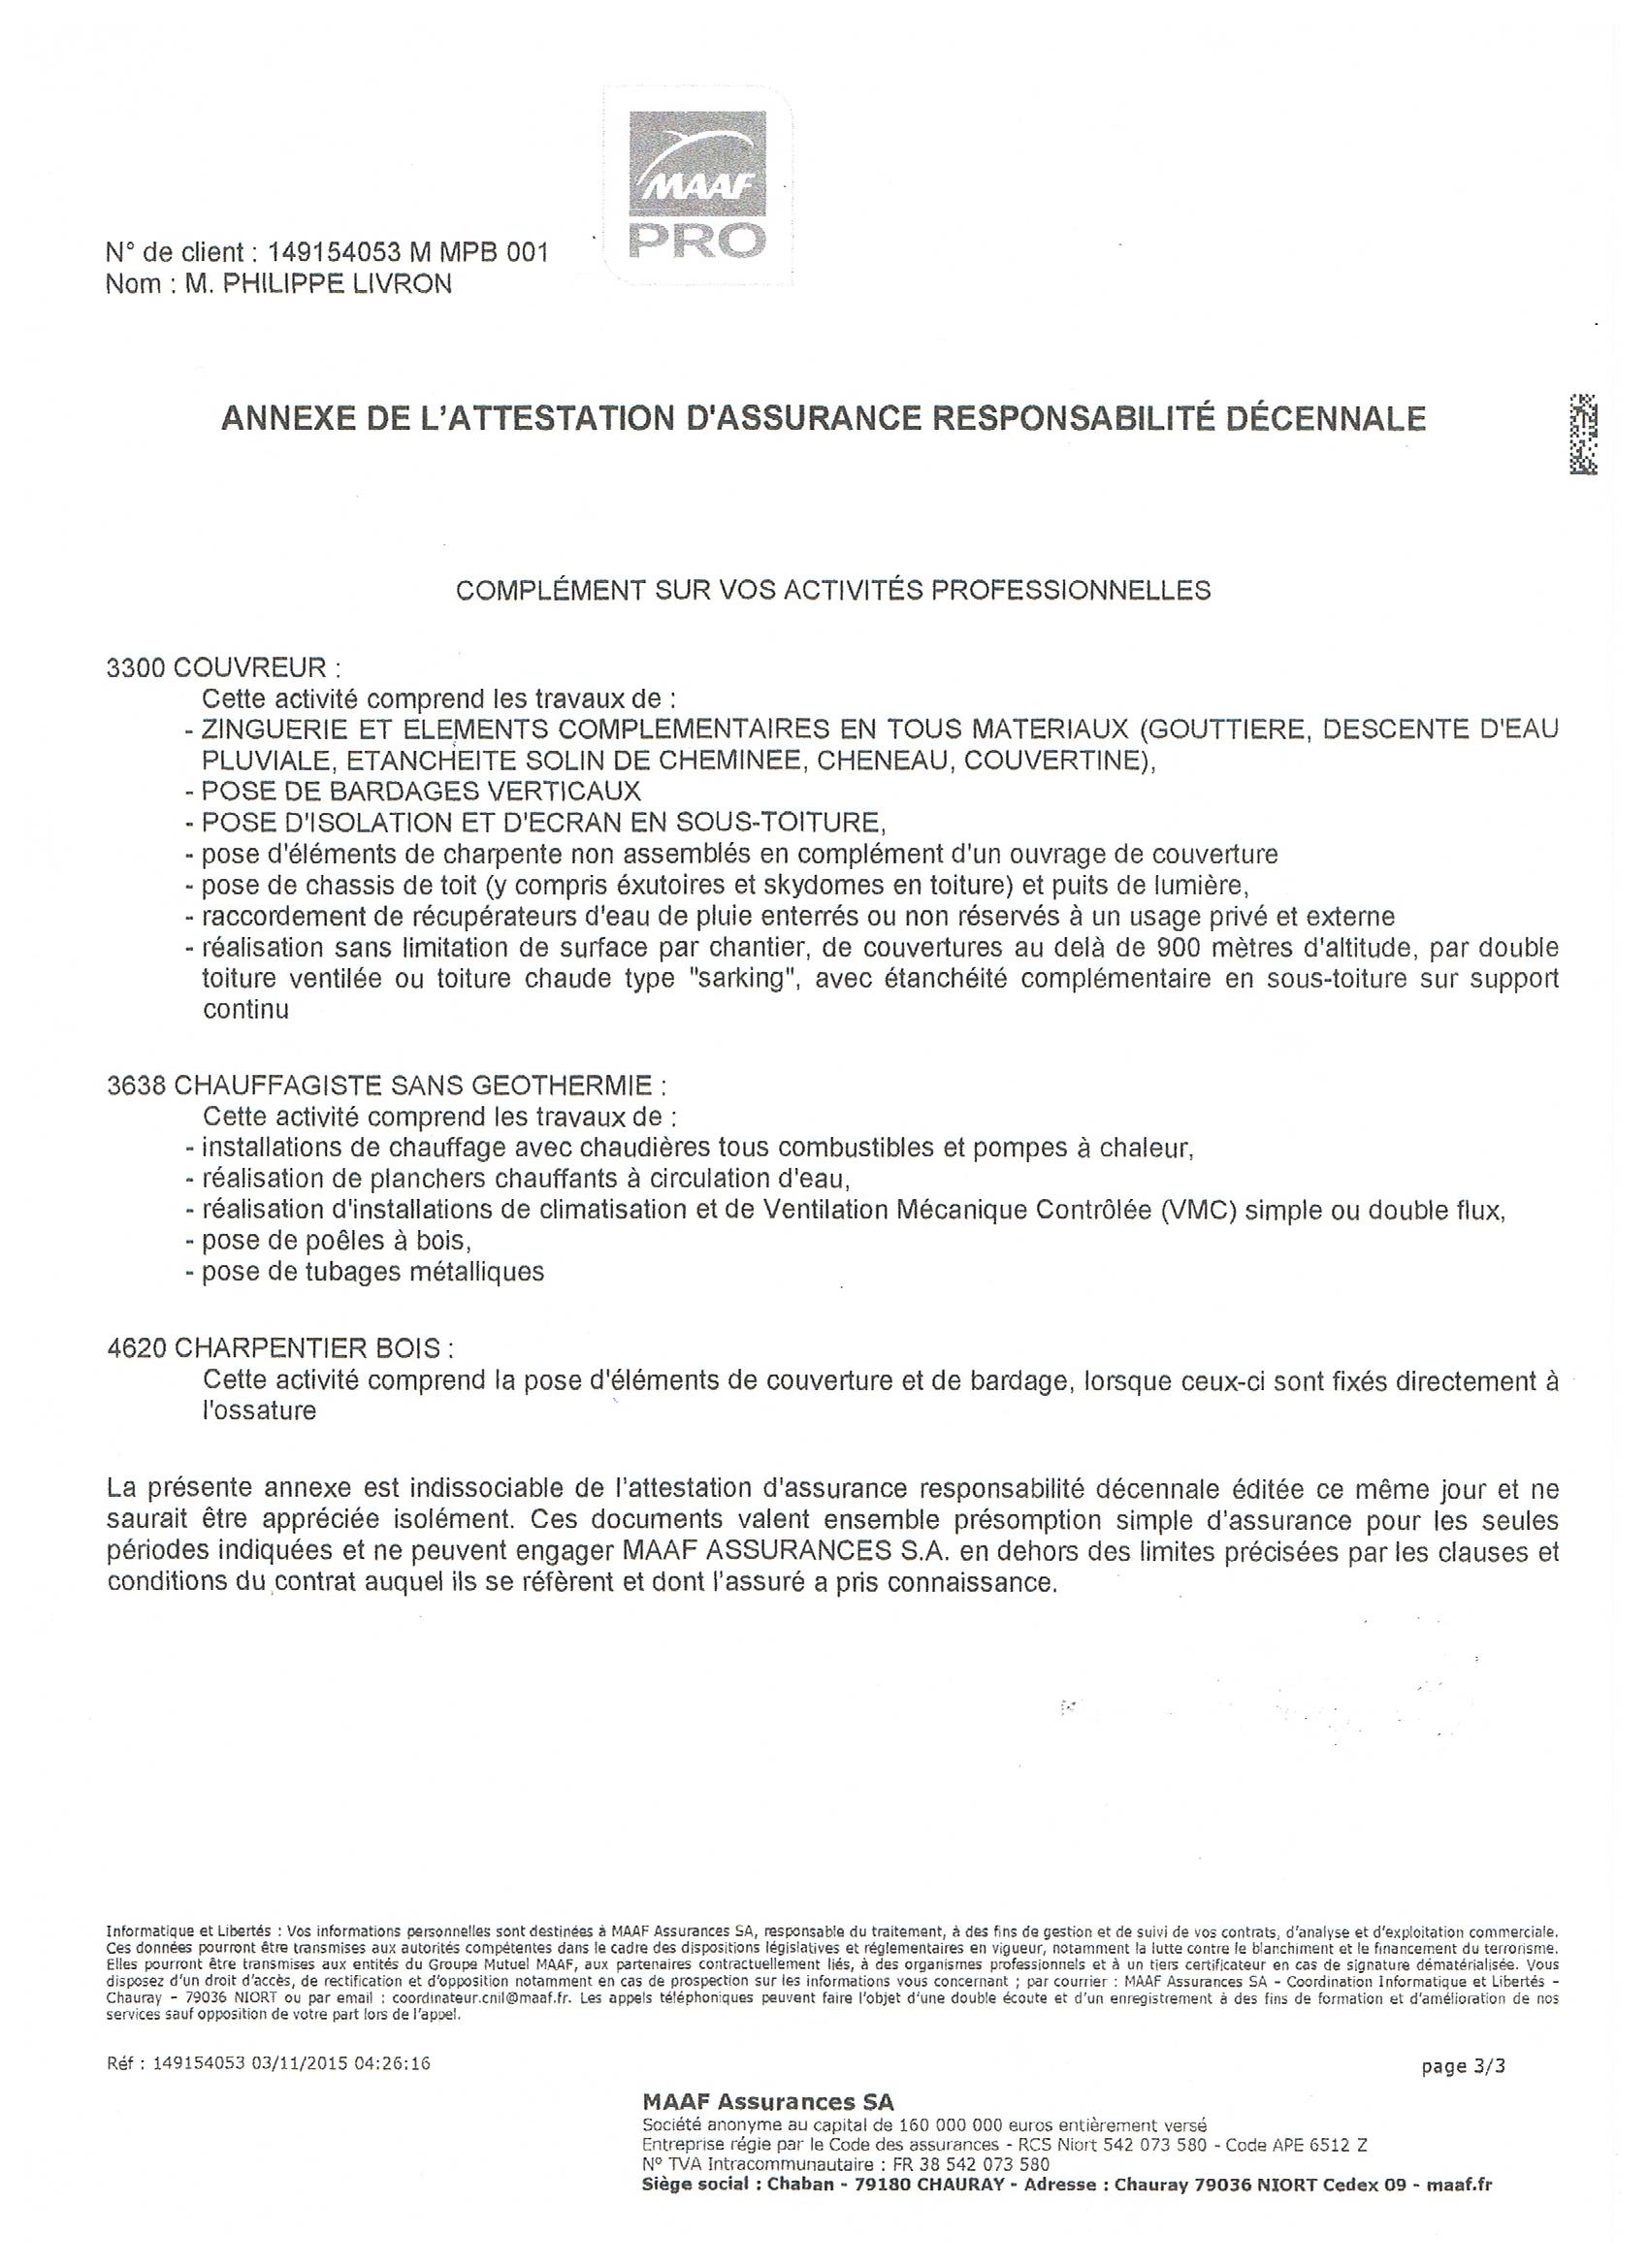 MAAF
PRO
N° de client : 149154053 M MPB 001
Nom : M. PHILIPPE LIVRON
ANNEXE DE L'ATTESTATION D'ASSURANCE RESPONSABILITÉ DÉCENNALE
COMPLÉMENT SUR VOS ACTIVITÉS PROFESSIONNELLES
3300 COUVREUR :
Cette activité comprend les travaux de :
- ZINGUERIE ET ELEMENTS COMPLEMENTAIRES EN TOUS MATERIAUX (GOUTTIERE, DESCENTE D'EAU
PLUVIALE, ETANCHEITE SOLIN DE CHEMINEE, CHENEAU, COUVERTINE),
- POSE DE BARDAGES VERTICAUX
- POSE D'ISOLATION ET D'ECRAN EN SOUS-TOITURE,
- pose d'éléments de charpente non assemblés en complément d'un ouvrage de couverture
- pose de chassis de toit (y compris éxutoires et skydomes en toiture) et puits de lumière,
- raccordement de récupérateurs d'eau de pluie enterrés ou non réservés à un usage privé et externe
- réalisation sans limitation de surface par chantier, de couvertures au delà de 900 mètres d'altitude, par double
toiture ventilée ou toiture chaude type "sarking", avec étanchéité complémentaire en sous-toiture sur support
continu
3638 CHAUFFAGISTE SANS GEOTHERMIE :
Cette activité comprend les travaux de :
- installations de chauffage avec chaudières tous combustibles et pompes à chaleur,
- réalisation de planchers chauffants à circulation d'eau,
- réalisation d'installations de climatisation et de Ventilation Mécanique Contrôlée (VMC) simple ou double flux,
- pose de poêles à bois,
- pose de tubages métalliques
4620 CHARPENTIER BOIS :
Cette activité comprend la pose d'éléments de couverture et de bardage, lorsque ceux-ci sont fixés directement à
l'ossature
La présente annexe est indissociable de l'attestation d'assurance responsabilité décennale éditée ce même jour et ne
saurait être appréciée isolément. Ces documents valent ensemble présomption simple d'assurance pour les seules
périodes indiquées et ne peuvent engager MAAF ASSURANCES S.A. en dehors des limites précisées par les clauses et
conditions du contrat auquel ils se réfèrent et dont l'assuré a pris connaissance.
Informatique et Libertés : Vos informations personnelles sont destinées à MAAF Assurances SA, responsable du traitement, à des fins de gestion et de suivi de vos contrats, d'analyse et d'exploitation commerciale.
Ces données pourront être transmises aux autorités compétentes dans le cadre des dispositions législatives et réglementaires en vigueur, notamment la lutte contre le blanchiment et le financement du terrorisme.
Elles pourront être transmises aux entités du Groupe Mutuel MAAF, aux partenaires contractuellement liés, à des organismes professionnels et à un tiers certificateur en cas de signature dématérialisée. Vous
disposez d'un droit d'accès, de rectification et d'opposition notamment en cas de prospection sur les informations vous concernant ; par courrier : MAAF Assurances SA - Coordination Informatique et Libertés -
Chauray - 79036 NIORT ou par email : coordinateur.cnil@maaf.fr. Les appels téléphoniques peuvent faire l'objet d'une double écoute et d'un enregistrement à des fins de formation et d'amélioration de nos
services sauf opposition de votre part lors de l'appel.
Réf : 149154053 03/11/2015 04:26:16
page 3/3
MAAF Assurances SA
Société anonyme au capital de 160 000 000 euros entièrement versé
Entreprise régie par le Code des assurances - RCS Niort 542 073 580 - Code APE 6512 Z
N° TVA Intracommunautaire : FR 38 542 073 580
Siège social : Chaban - 79180 CHAURAY - Adresse : Chauray 79036 NIORT Cedex 09 - maaf.fr